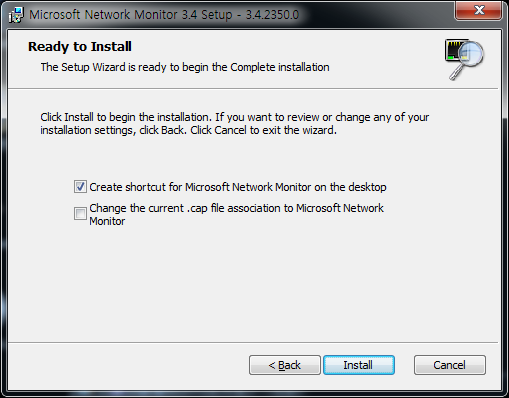 Microsoft Network Monitor 3.4 Setup - 3.4.2350.0
Ready to Install
The Setup Wizard is ready to begin the Complete installation
Click Install to begin the installation. If you want to review or change any of your
installation settings, click Back. Click Cancel to exit the wizard.
Create shortcut for Microsoft Network Monitor on the desktop
Change the current .cap file association to Microsoft Network
Monitor
< Back
Install
Cancel